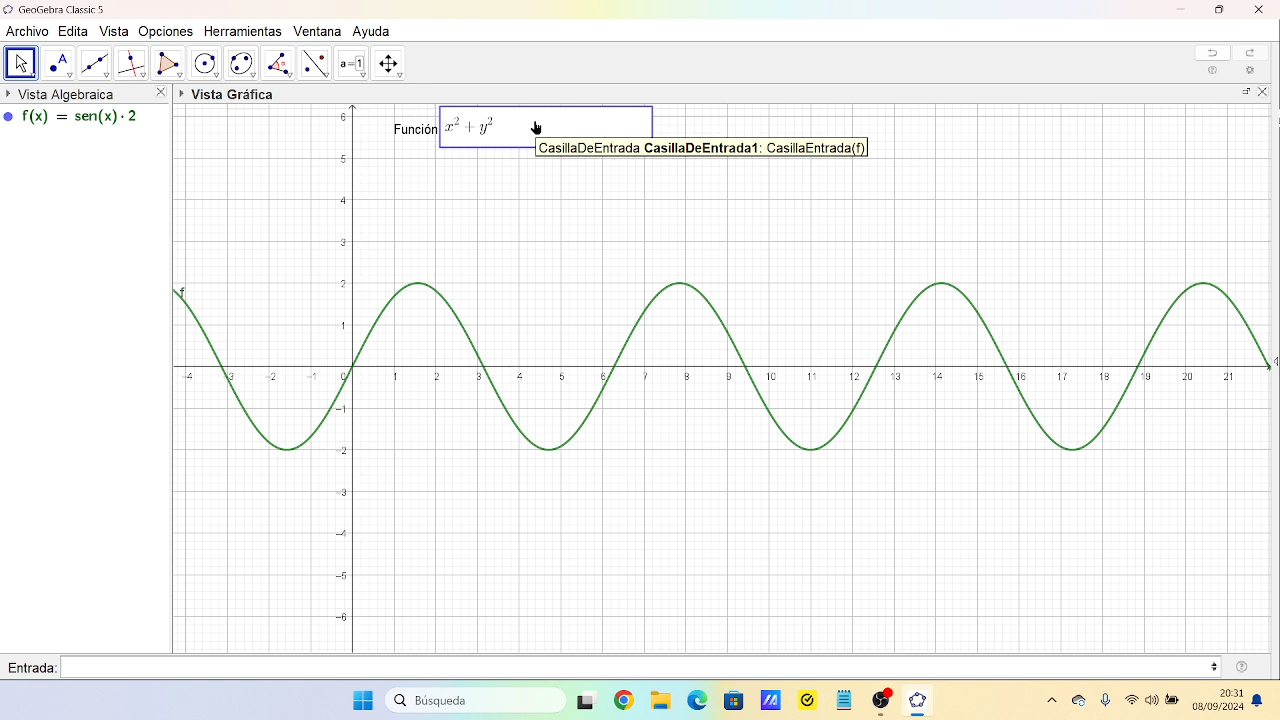 GeoGebra Classic 5
Archivo Edita Vista Opciones Herramientas Ventana Ayuda
A a=1
Vista Algebraica
Vista Gráfica
f(x) = sen(x)·2
Función x² + y²
CasillaDeEntrada CasillaDeEntrada1: CasillaEntrada(f)
6
5
4
3
2
f
1
-4 -3 -2 -1 0 1 2 3 4 5 6 7 8 9 10 11 12 13 14 15 16 17 18 19 20 21
-1
-2
-3
-4
-5
-6
Entrada:
Búsqueda
20:31
08/09/2024